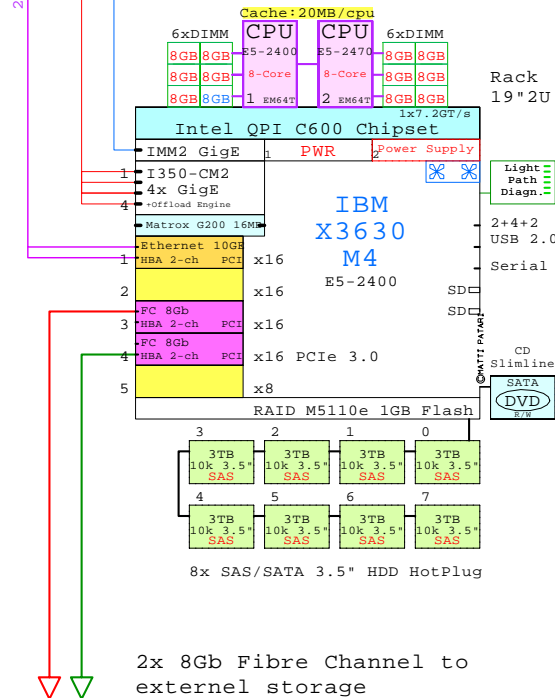 2
Cache:20MB/cpu
6xDIMM
CPU
CPU
6xDIMM
8GB 8GB
E5-2400
E5-2470
8GB 8GB
8GB 8GB
8-Core
8-Core
8GB 8GB
8GB 8GB
1 EM64T
2 EM64T
8GB 8GB
Rack
19"2U
1x7.2GT/s
Intel QPI C600 Chipset
IMM2 GigE
1 PWR 2
Power Supply
1 I350-CM2
4x GigE
4 +Offload Engine
Light
Path
Diagn.
Matrox G200 16MB
IBM
X3630
M4
E5-2400
2+4+2
USB 2.0
Serial
Ethernet 10GE
1 HBA 2-ch PCI x16
2 x16
SD
SD
FC 8Gb
3 HBA 2-ch PCI x16
FC 8Gb
4 HBA 2-ch PCI x16 PCIe 3.0
5 x8
©MATTI PATARI
CD
Slimline
SATA
DVD
R/W
RAID M5110e 1GB Flash
3 2 1 0
3TB 3TB 3TB 3TB
10k 3.5" 10k 3.5" 10k 3.5" 10k 3.5"
SAS SAS SAS SAS
4 5 6 7
3TB 3TB 3TB 3TB
10k 3.5" 10k 3.5" 10k 3.5" 10k 3.5"
SAS SAS SAS SAS
8x SAS/SATA 3.5" HDD HotPlug
2x 8Gb Fibre Channel to
externel storage